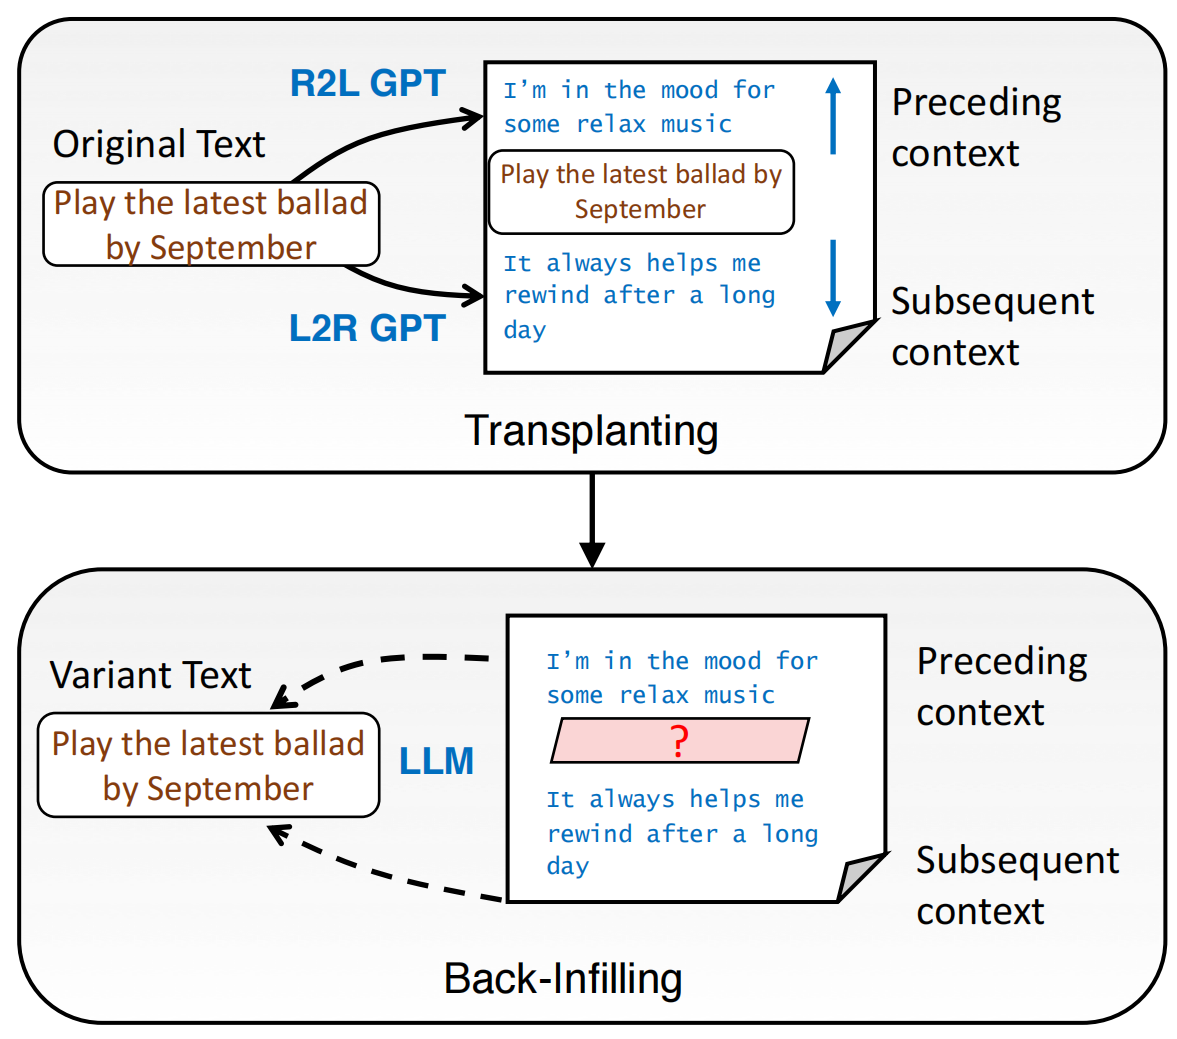 R2L GPT
Original Text
Play the latest ballad
by September
L2R GPT
I'm in the mood for
some relax music
Play the latest ballad by
September
It always helps me
rewind after a long
day
Preceding
context
Subsequent
context
Transplanting
Variant Text
Play the latest ballad
by September
LLM
I'm in the mood for
some relax music
?
It always helps me
rewind after a long
day
Preceding
context
Subsequent
context
Back-Infilling